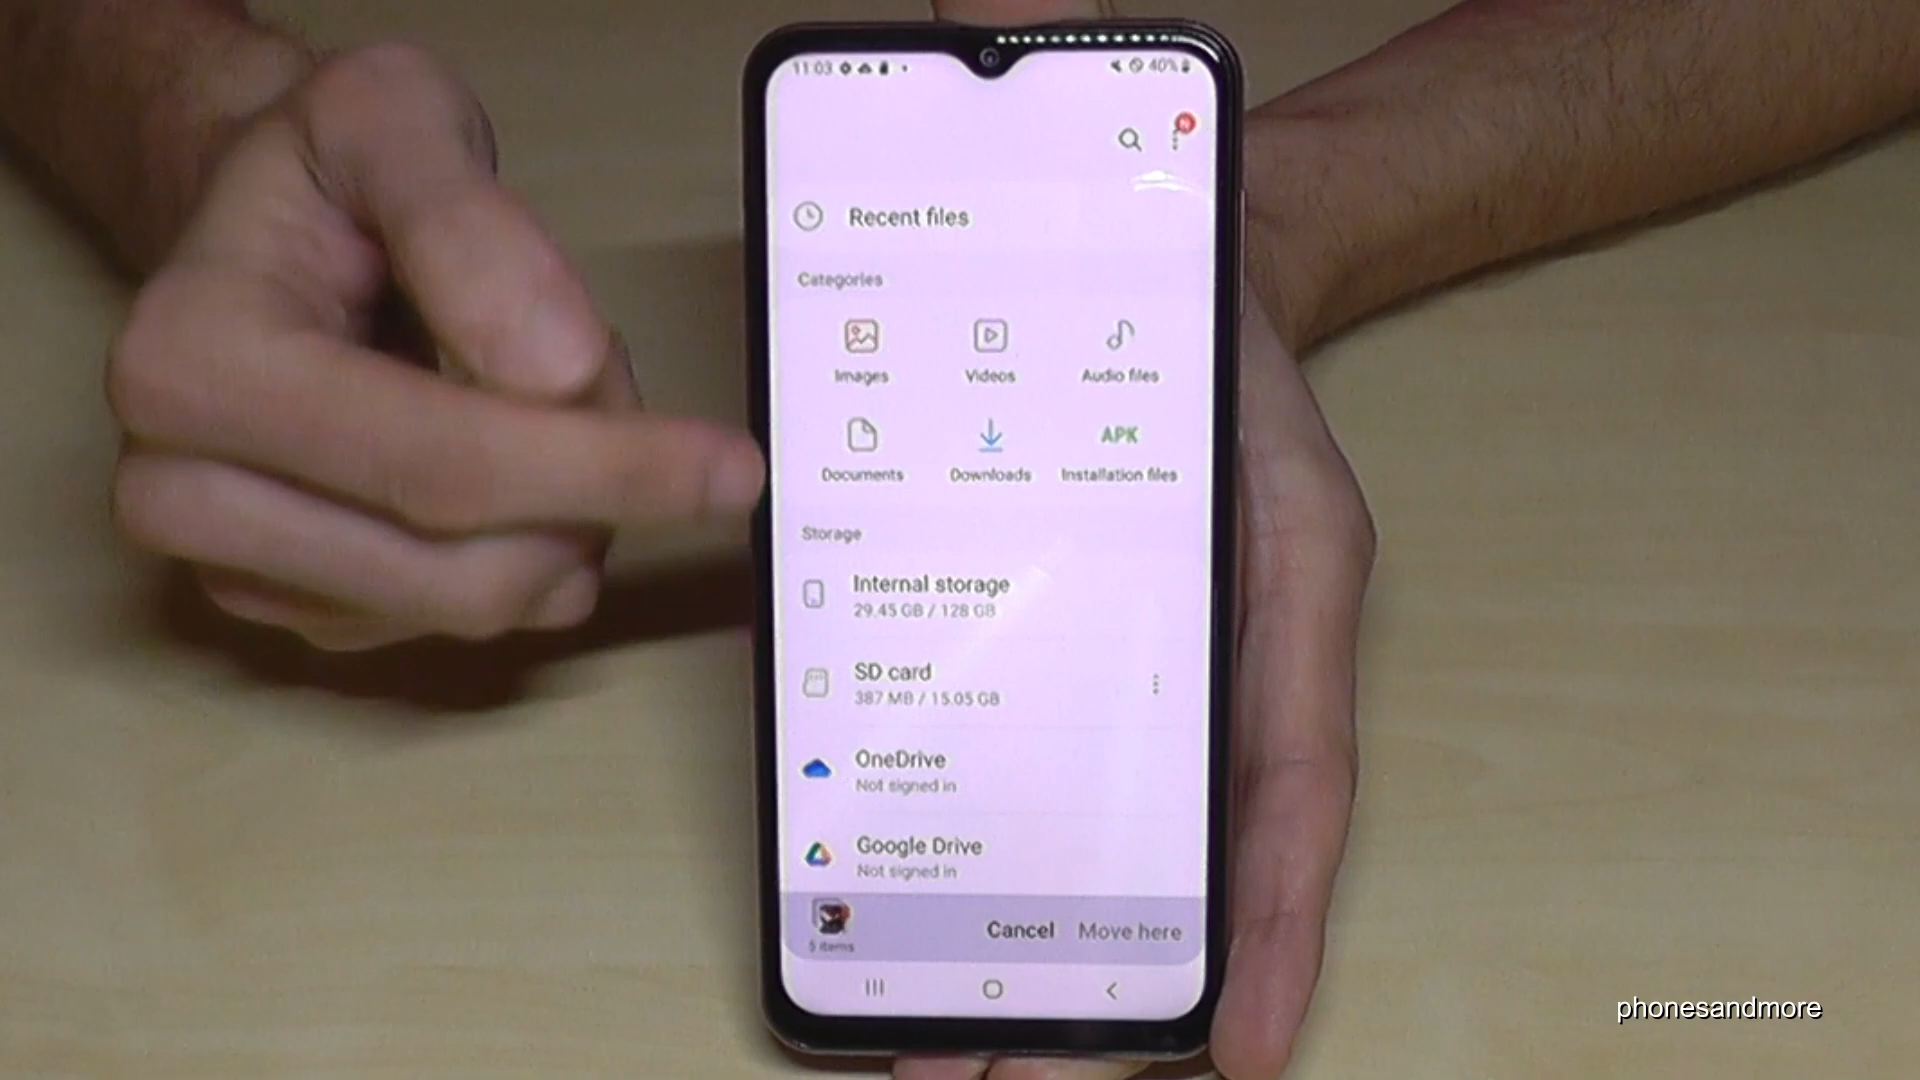 11:03
40%
N
Recent files
Categories
Images
Videos
Audio files
APK
Documents
Downloads
Installation files
Storage
Internal storage
29.45 GB / 128 GB
SD card
387 MB / 15.05 GB
OneDrive
Not signed in
Google Drive
Not signed in
5 items
Cancel
Move here
phonesandmore